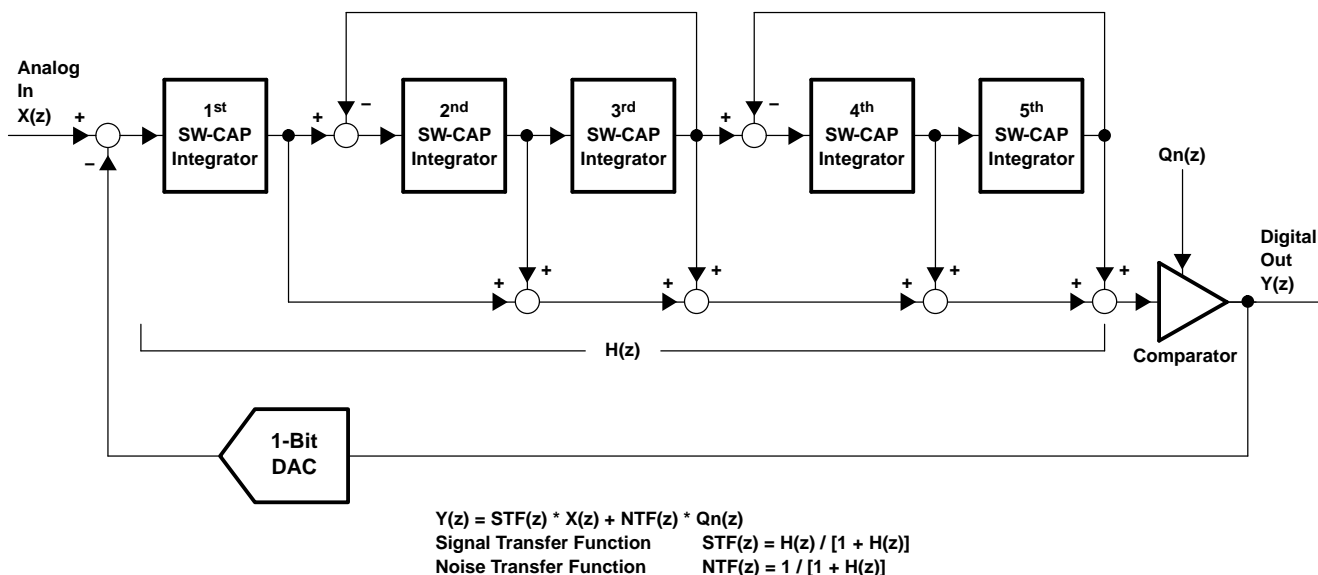 Analog
In
X(z)
+
−
1st
SW-CAP
Integrator
+
−
2nd
SW-CAP
Integrator
3rd
SW-CAP
Integrator
+
−
4th
SW-CAP
Integrator
5th
SW-CAP
Integrator
Qn(z)
+
+
+
+
+
+
+
+
Digital
Out
Y(z)
H(z)
Comparator
1-Bit
DAC
Y(z) = STF(z) * X(z) + NTF(z) * Qn(z)
Signal Transfer Function STF(z) = H(z) / [1 + H(z)]
Noise Transfer Function NTF(z) = 1 / [1 + H(z)]